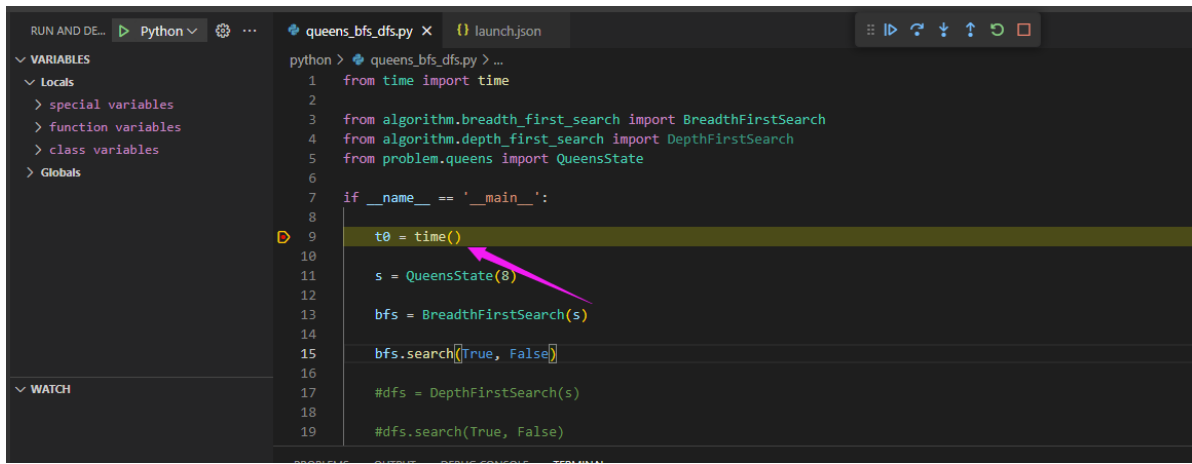 RUN AND DE... Python
queens_bfs_dfs.py
launch.json
VARIABLES
Locals
special variables
function variables
class variables
Globals
WATCH
python > queens_bfs_dfs.py > ...
1 from time import time
2
3 from algorithm.breadth_first_search import BreadthFirstSearch
4 from algorithm.depth_first_search import DepthFirstSearch
5 from problem.queens import QueensState
6
7 if __name__ == '__main__':
8
9 t0 = time()
10
11 s = QueensState(8)
12
13 bfs = BreadthFirstSearch(s)
14
15 bfs.search(True, False)
16
17 #dfs = DepthFirstSearch(s)
18
19 #dfs.search(True, False)
PROBLEMS OUTPUT DEBUG CONSOLE TERMINAL